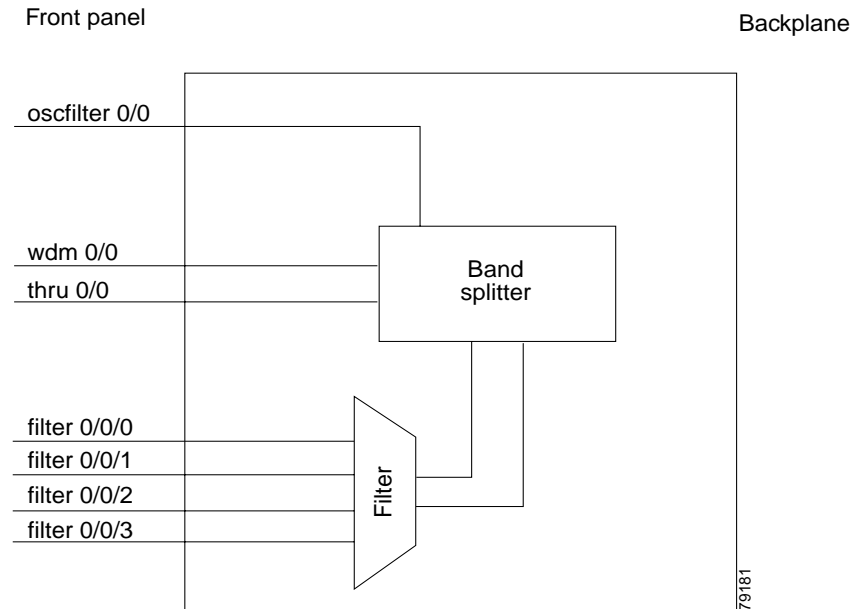 Front panel
Backplane
oscfilter 0/0
wdm 0/0
thru 0/0
Band
splitter
filter 0/0/0
filter 0/0/1
filter 0/0/2
filter 0/0/3
Filter
79181